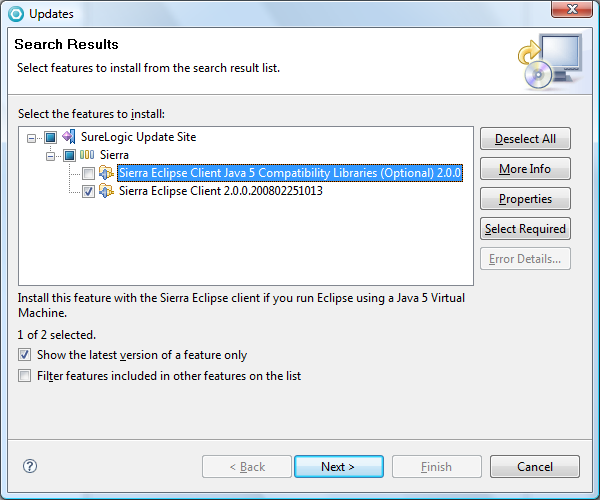 Updates
Search Results
Select features to install from the search result list.
Select the features to install:
SureLogic Update Site
Sierra
Sierra Eclipse Client Java 5 Compatibility Libraries (Optional) 2.0.0
Sierra Eclipse Client 2.0.0.200802251013
Deselect All
More Info
Properties
Select Required
Error Details...
Install this feature with the Sierra Eclipse client if you run Eclipse using a Java 5 Virtual
Machine.
1 of 2 selected.
Show the latest version of a feature only
Filter features included in other features on the list
< Back
Next >
Finish
Cancel